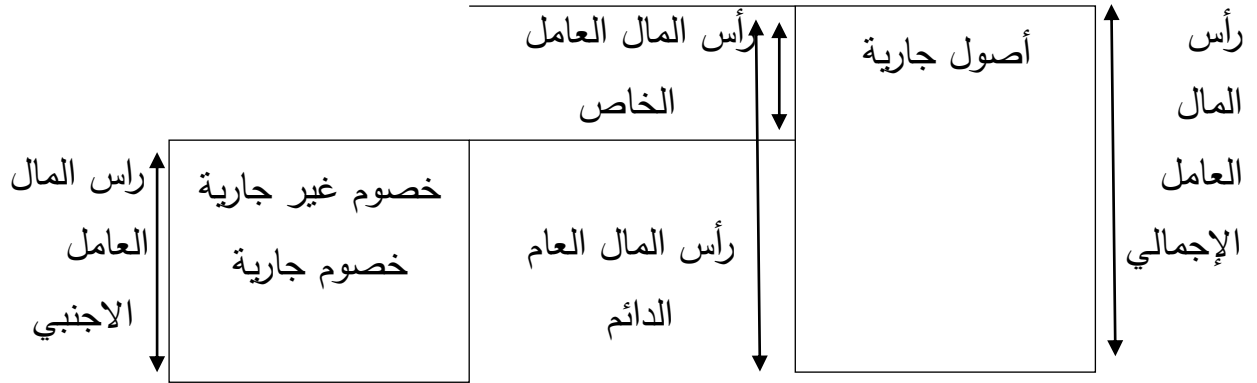 رأس
المال
العامل
الإجمالي
أصول جارية
رأس المال العامل
الخاص
رأس المال العام
الدائم
خصوم غير جارية
خصوم جارية
راس المال
العامل
الاجنبي